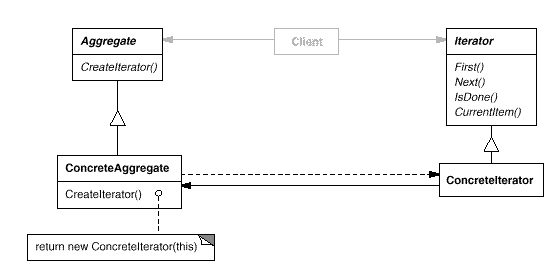 Aggregate
CreateIterator()
Client
Iterator
First()
Next()
IsDone()
CurrentItem()
ConcreteAggregate
CreateIterator()
ConcreteIterator
return new ConcreteIterator(this)